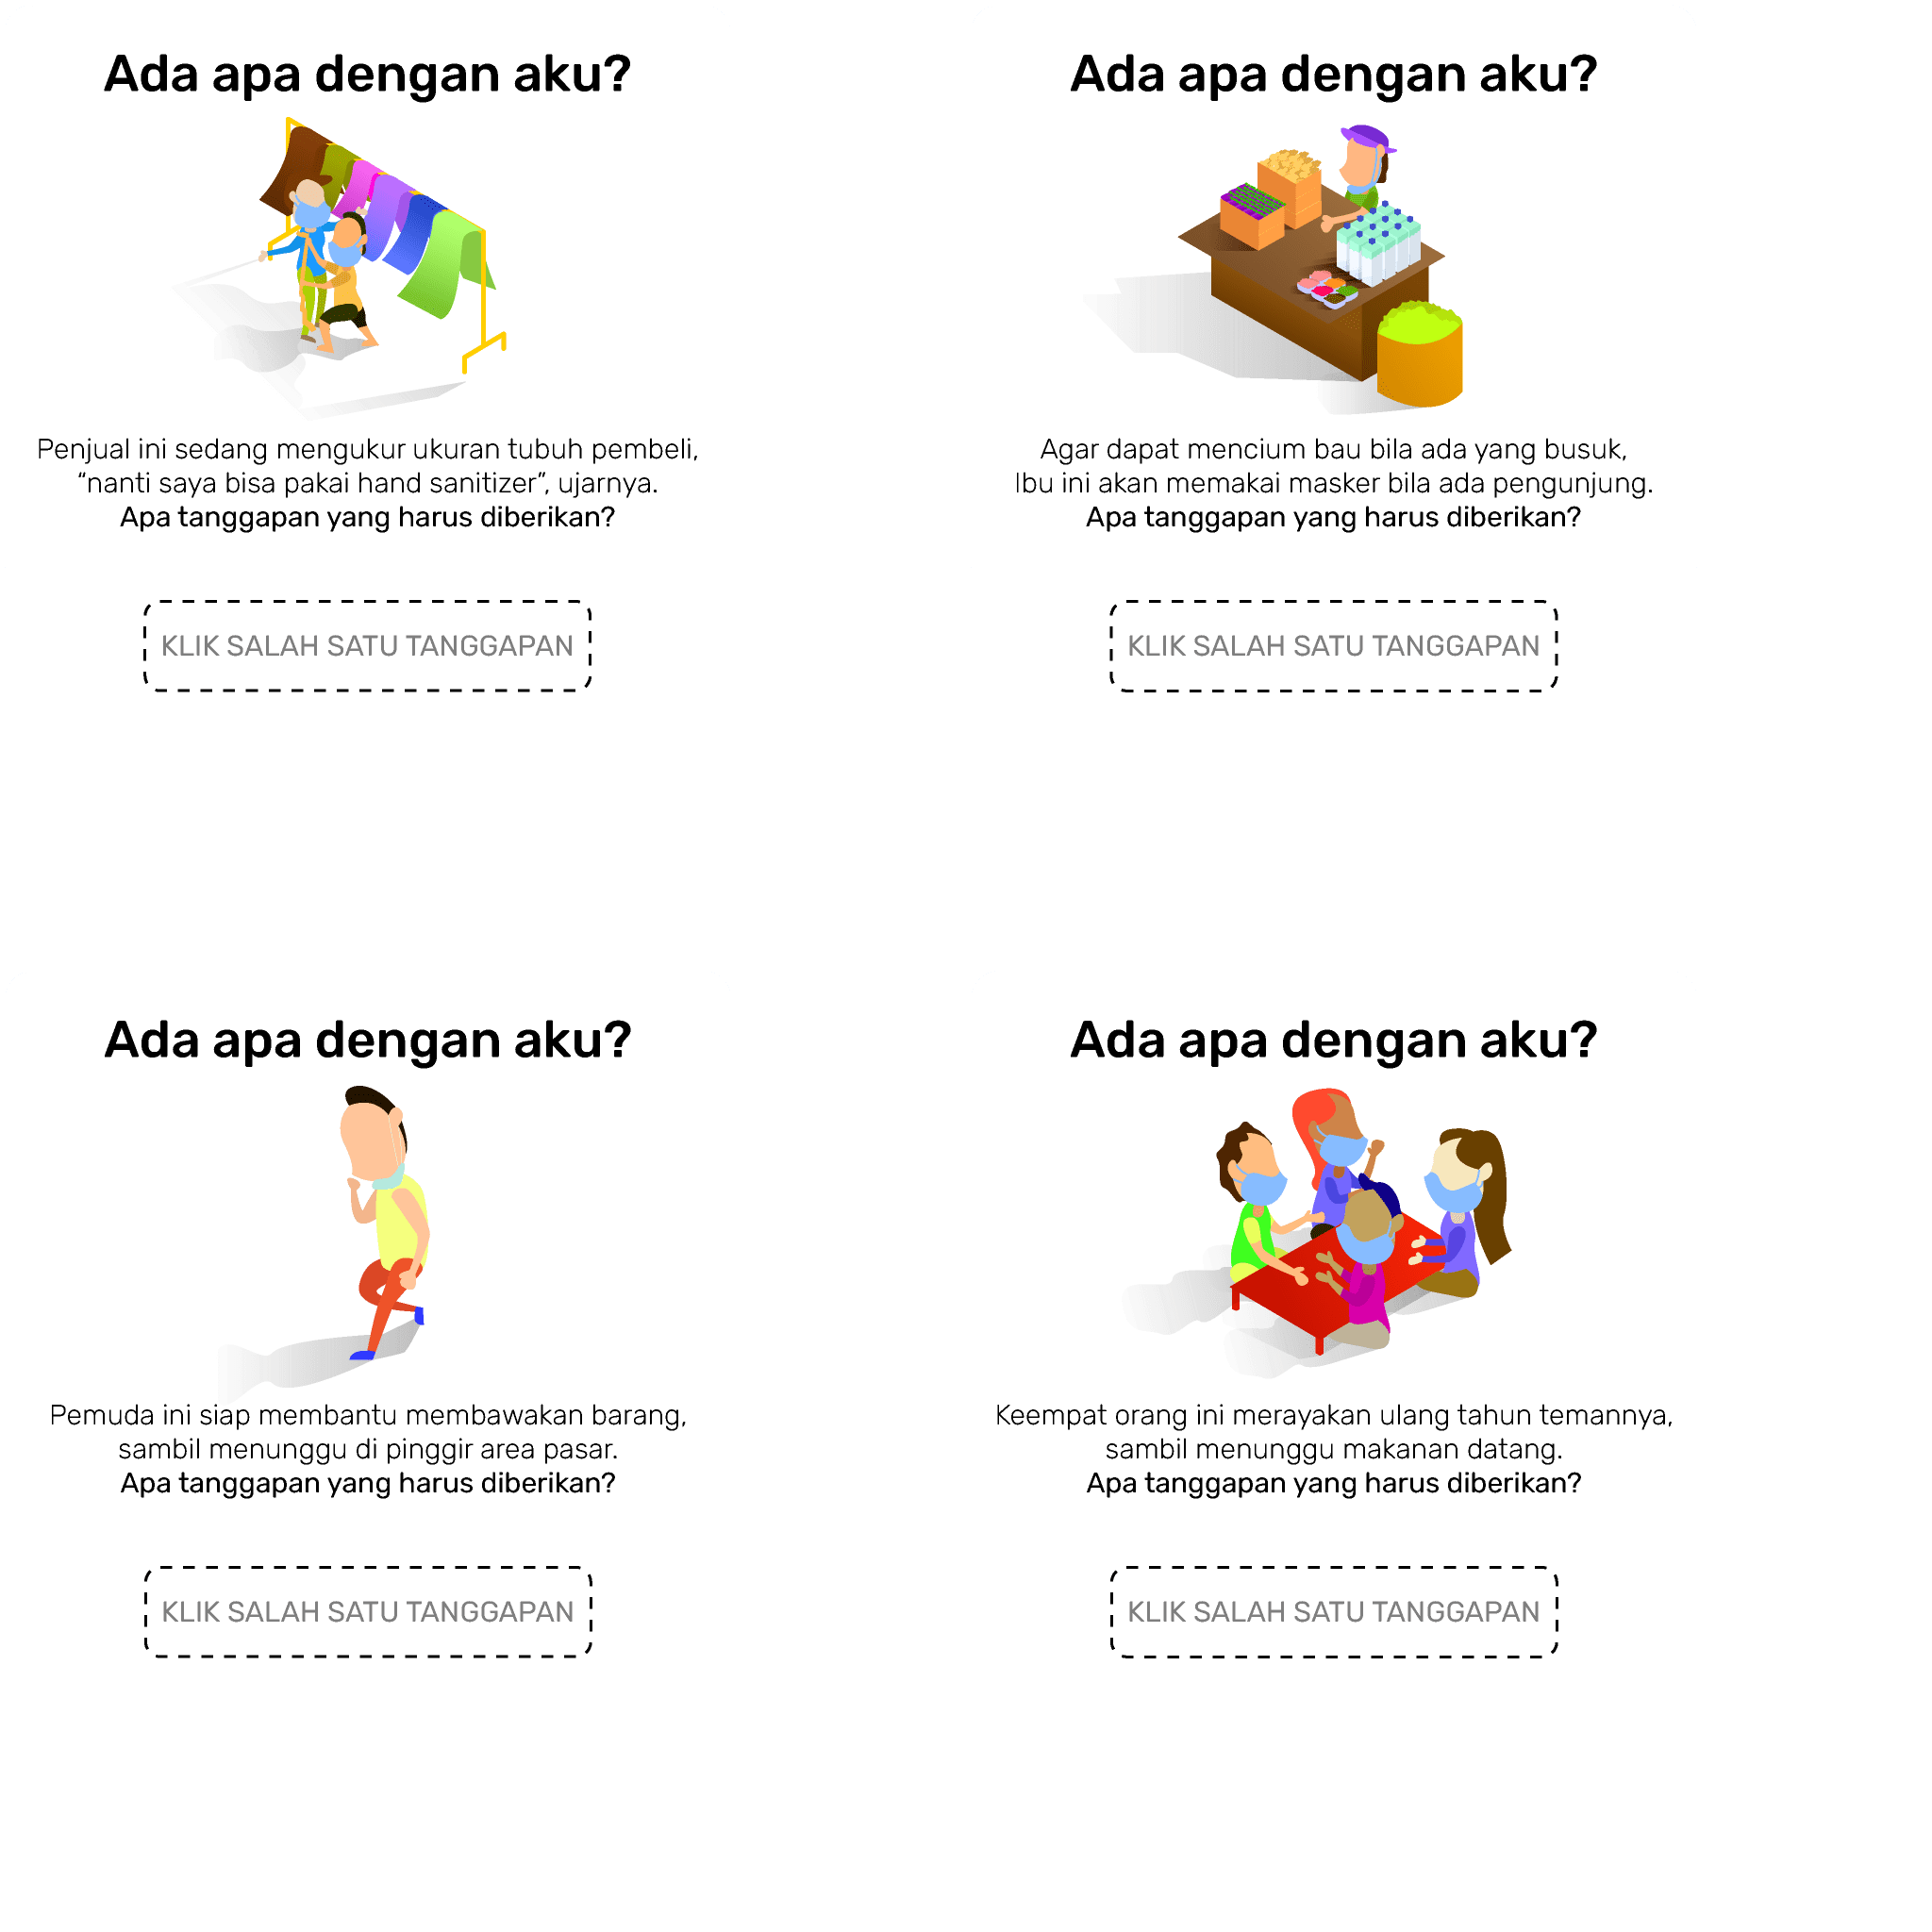 Ada apa dengan aku?
Penjual ini sedang mengukur ukuran tubuh pembeli,
“nanti saya bisa pakai hand sanitizer”, ujarnya.
Apa tanggapan yang harus diberikan?
KLIK SALAH SATU TANGGAPAN
Ada apa dengan aku?
Agar dapat mencium bau bila ada yang busuk,
Ibu ini akan memakai masker bila ada pengunjung.
Apa tanggapan yang harus diberikan?
KLIK SALAH SATU TANGGAPAN
Ada apa dengan aku?
Pemuda ini siap membantu membawakan barang,
sambil menunggu di pinggir area pasar.
Apa tanggapan yang harus diberikan?
KLIK SALAH SATU TANGGAPAN
Ada apa dengan aku?
Keempat orang ini merayakan ulang tahun temannya,
sambil menunggu makanan datang.
Apa tanggapan yang harus diberikan?
KLIK SALAH SATU TANGGAPAN